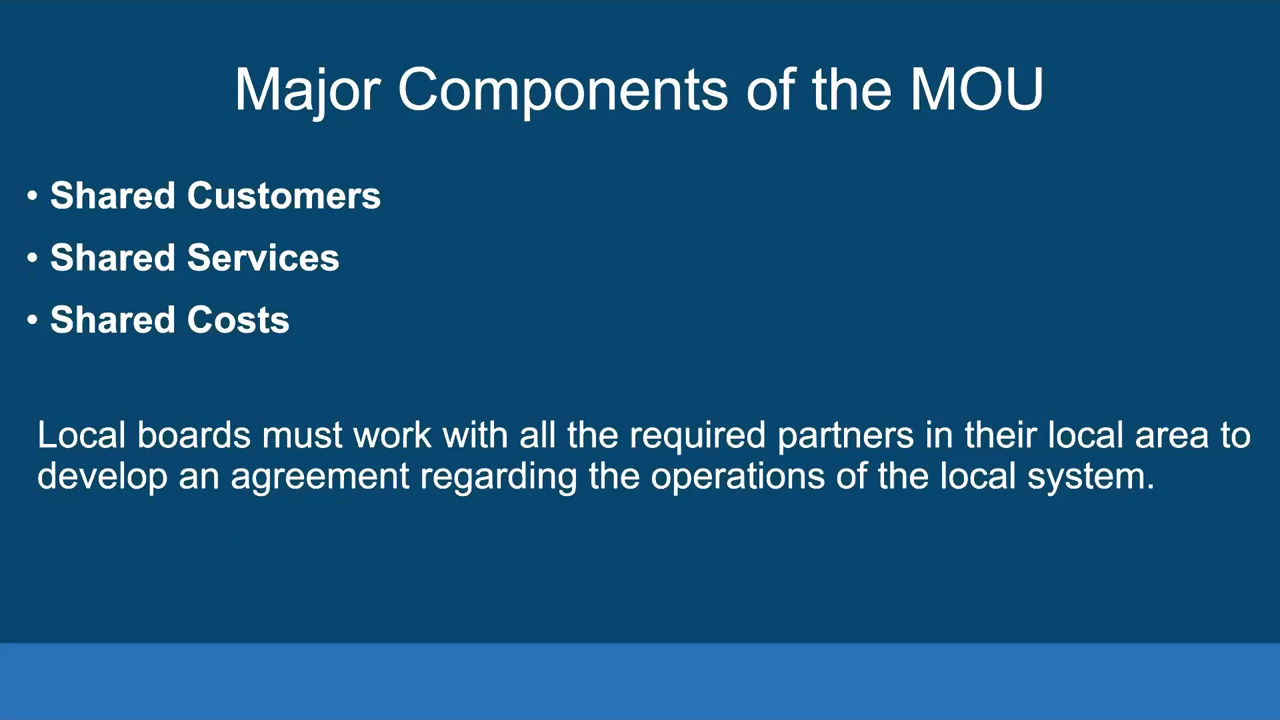 Major Components of the MOU
• Shared Customers
• Shared Services
• Shared Costs
Local boards must work with all the required partners in their local area to
develop an agreement regarding the operations of the local system.